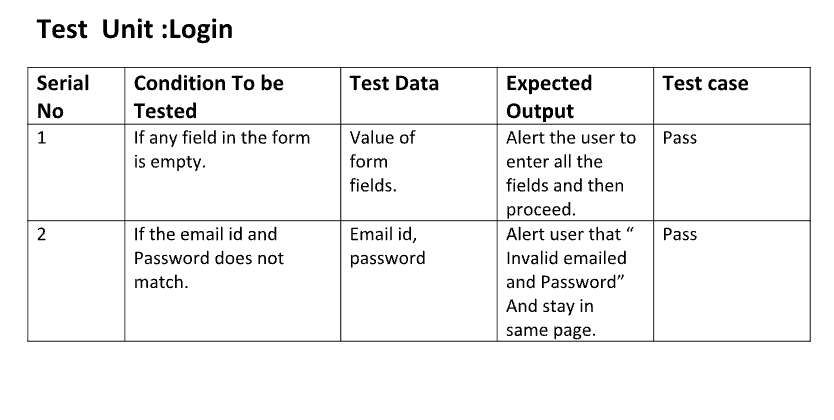 Test Unit :Login
Serial No
Condition To be Tested
Test Data
Expected Output
Test case
1
If any field in the form
is empty.
Value of
form
fields.
Alert the user to
enter all the
fields and then
proceed.
Pass
2
If the email id and
Password does not
match.
Email id,
password
Alert user that “
Invalid emailed
and Password”
And stay in
same page.
Pass